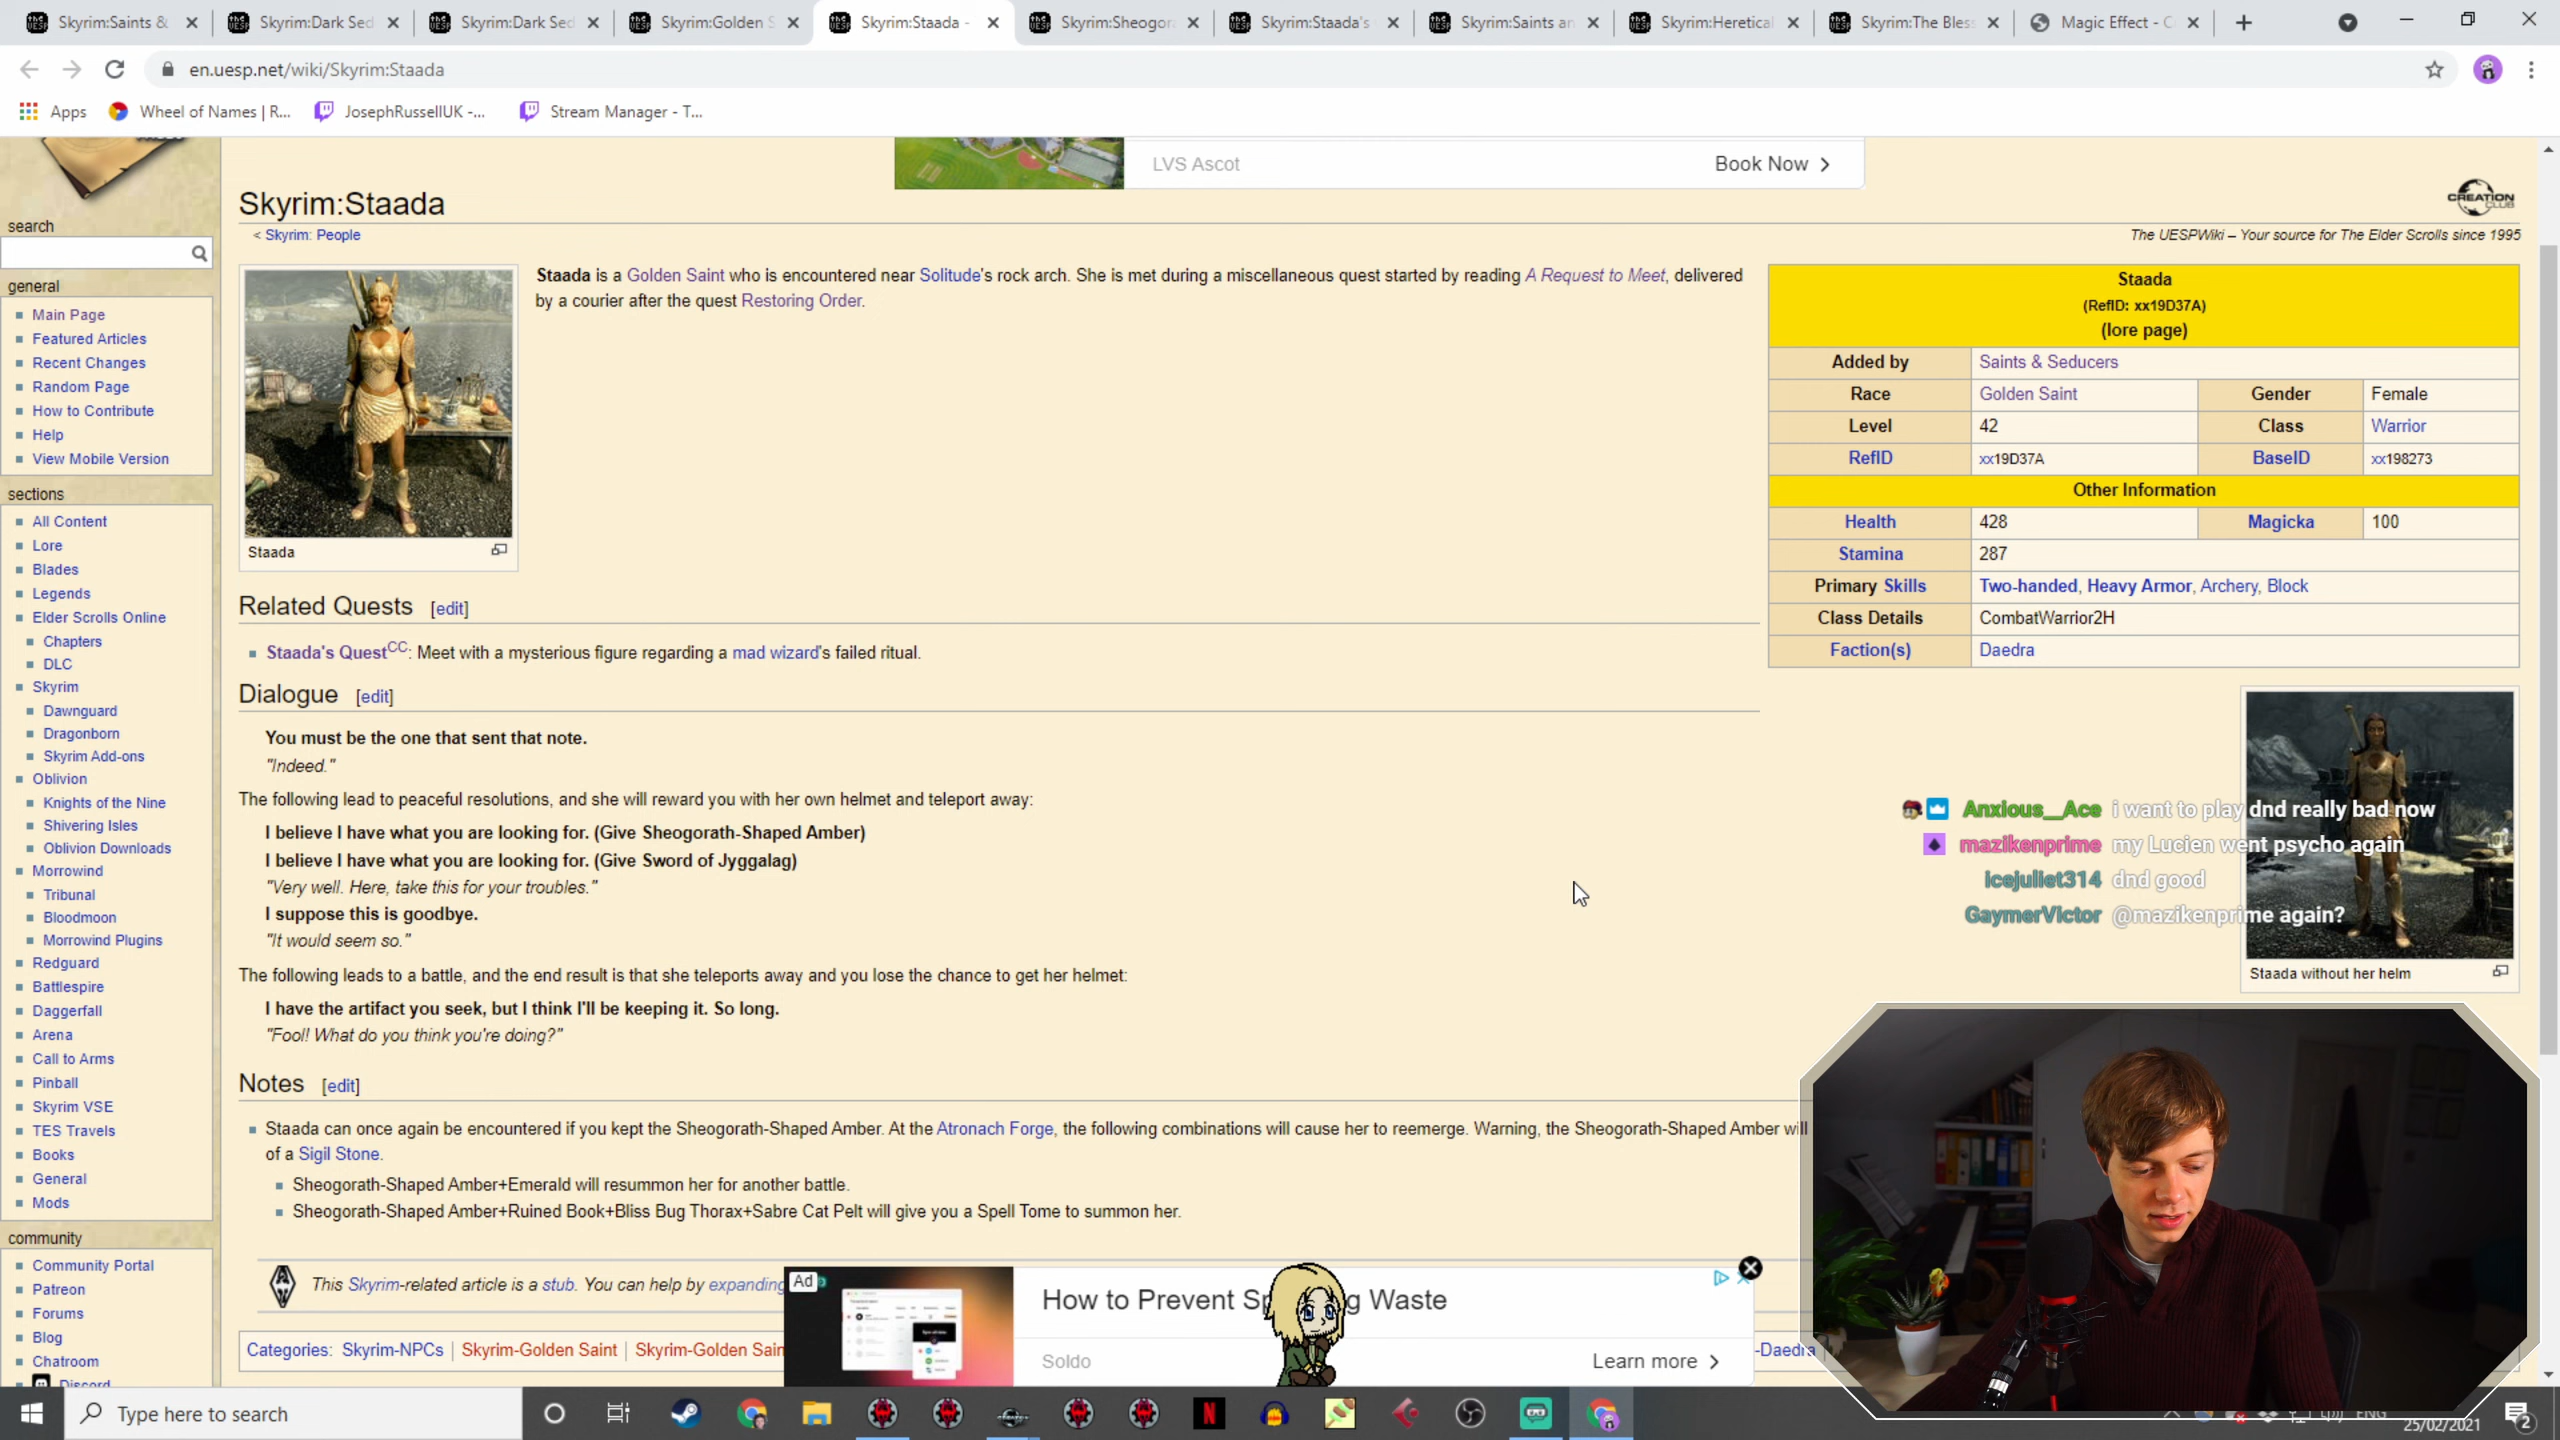 Skyrim:Saints &
Skyrim:Dark Sed
Skyrim:Dark Sed
Skyrim:Golden S
Skyrim:Staada -
Skyrim:Sheogor
Skyrim:Staada's
Skyrim:Saints an
Skyrim:Heretical
Skyrim:The Bless
Magic Effect - C
en.uesp.net/wiki/Skyrim:Staada
Apps
Wheel of Names | R...
JosephRussellUK -...
Stream Manager - T...
LVS Ascot
Book Now
Skyrim:Staada
CREATION CLUB
< Skyrim: People
The UESPWiki – Your source for The Elder Scrolls since 1995
search
general
Main Page
Featured Articles
Recent Changes
Random Page
How to Contribute
Help
View Mobile Version
sections
All Content
Lore
Blades
Legends
Elder Scrolls Online
Chapters
DLC
Skyrim
Dawnguard
Dragonborn
Skyrim Add-ons
Oblivion
Knights of the Nine
Shivering Isles
Oblivion Downloads
Morrowind
Tribunal
Bloodmoon
Morrowind Plugins
Redguard
Battlespire
Daggerfall
Arena
Call to Arms
Pinball
Skyrim VSE
TES Travels
Books
General
Mods
community
Community Portal
Patreon
Forums
Blog
Chatroom
Discord
Staada is a Golden Saint who is encountered near Solitude's rock arch. She is met during a miscellaneous quest started by reading A Request to Meet, delivered
by a courier after the quest Restoring Order.
Staada
Staada
(RefID: xx19D37A)
(lore page)
Added by Saints & Seducers
Race Golden Saint Gender Female
Level 42 Class Warrior
RefID xx19D37A BaseID xx198273
Other Information
Health 428 Magicka 100
Stamina 287
Primary Skills Two-handed, Heavy Armor, Archery, Block
Class Details CombatWarrior2H
Faction(s) Daedra
Related Quests [edit]
Staada's QuestCC: Meet with a mysterious figure regarding a mad wizard's failed ritual.
Dialogue [edit]
You must be the one that sent that note.
"Indeed."
The following lead to peaceful resolutions, and she will reward you with her own helmet and teleport away:
I believe I have what you are looking for. (Give Sheogorath-Shaped Amber)
I believe I have what you are looking for. (Give Sword of Jyggalag)
"Very well. Here, take this for your troubles."
I suppose this is goodbye.
"It would seem so."
The following leads to a battle, and the end result is that she teleports away and you lose the chance to get her helmet:
I have the artifact you seek, but I think I'll be keeping it. So long.
"Fool! What do you think you're doing?"
Anxious__Ace i want to play dnd really bad now
mazikenprime my Lucien went psycho again
icejuliet314 dnd good
GaymerVictor @mazikenprime again?
Staada without her helm
Notes [edit]
Staada can once again be encountered if you kept the Sheogorath-Shaped Amber. At the Atronach Forge, the following combinations will cause her to reemerge. Warning, the Sheogorath-Shaped Amber will
of a Sigil Stone.
Sheogorath-Shaped Amber+Emerald will resummon her for another battle.
Sheogorath-Shaped Amber+Ruined Book+Bliss Bug Thorax+Sabre Cat Pelt will give you a Spell Tome to summon her.
This Skyrim-related article is a stub. You can help by expanding
Categories: Skyrim-NPCs | Skyrim-Golden Saint | Skyrim-Golden Sain
-Daedra
Ad
How to Prevent Sp g Waste
Soldo
Learn more
Type here to search
ENG
25/02/2021
2